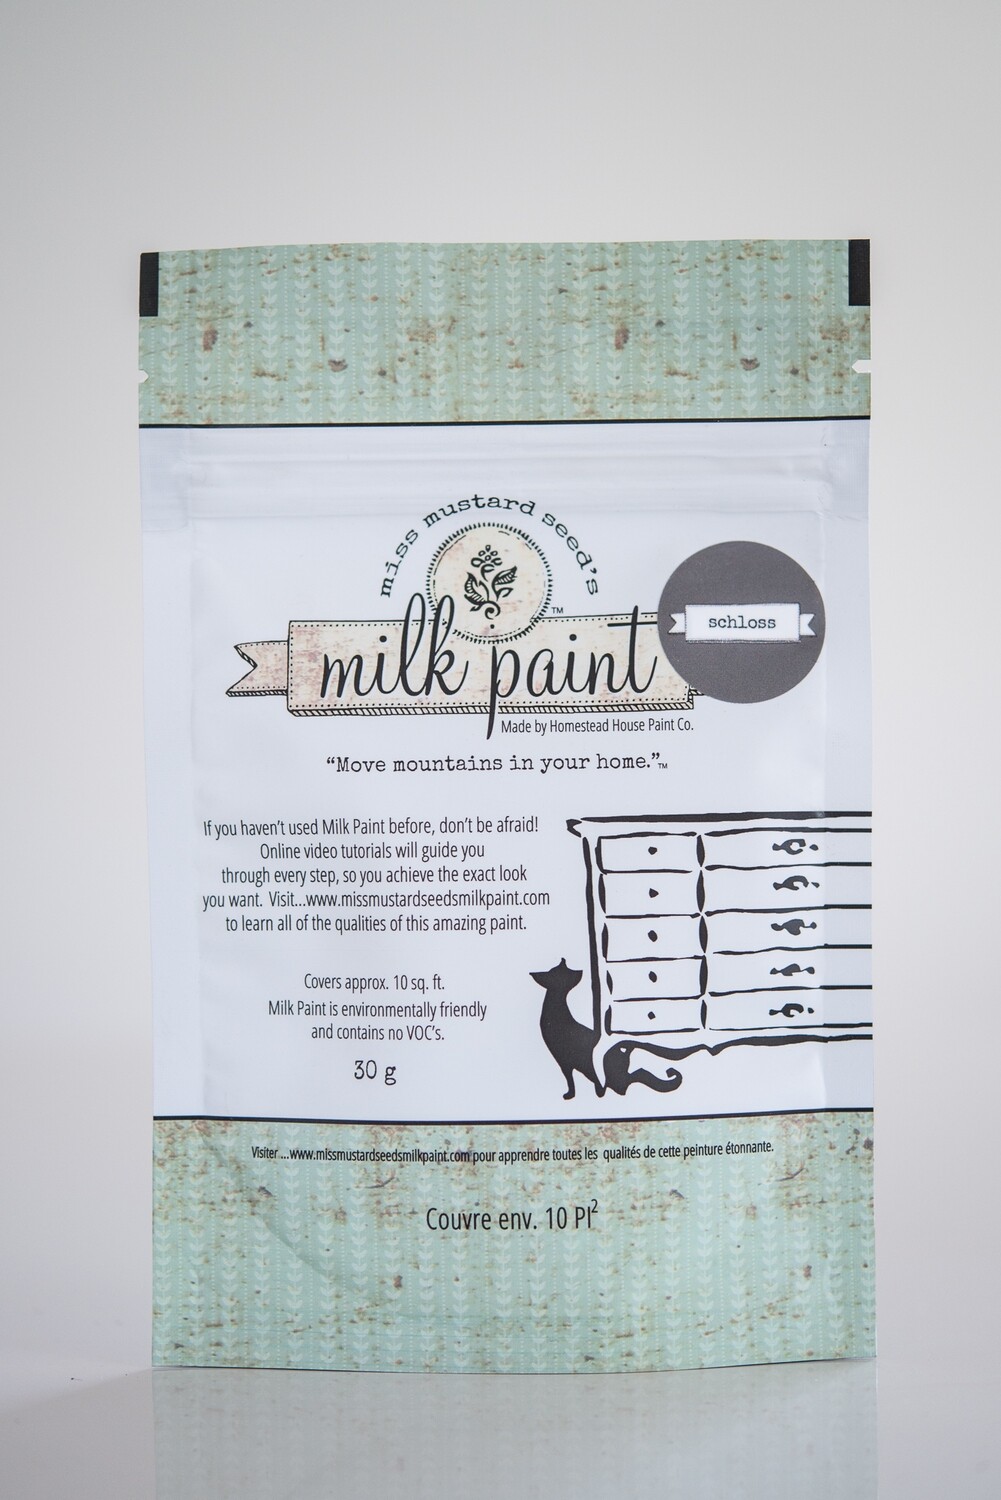 miss mustard seed's
milk paint™
schloss
Made by Homestead House Paint Co.
“Move mountains in your home.”™
If you haven't used Milk Paint before, don't be afraid!
Online video tutorials will guide you
through every step, so you achieve the exact look
you want. Visit...www.missmustardseedsmilkpaint.com
to learn all of the qualities of this amazing paint.
Covers approx. 10 sq. ft.
Milk Paint is environmentally friendly
and contains no VOC's.
30 g
Visiter ...www.missmustardseedsmilkpaint.com pour apprendre toutes les qualités de cette peinture étonnante.
Couvre env. 10 PI²